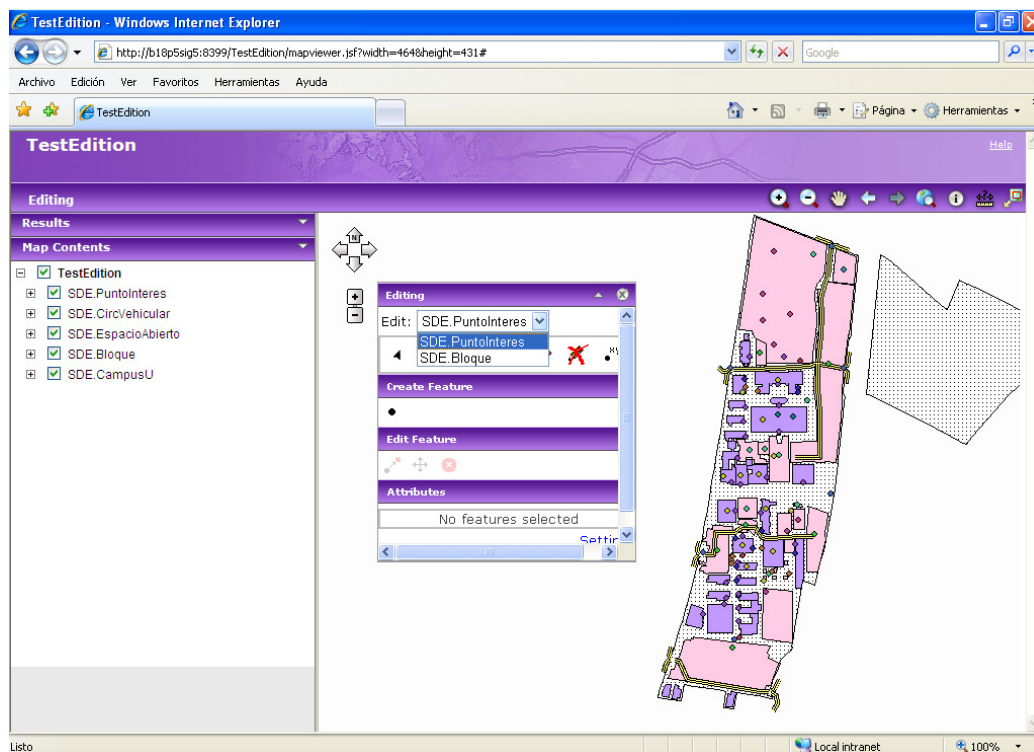 TestEdition - Windows Internet Explorer
http://b18p5sig5:8399/TestEdition/mapviewer.jsf?width=464&height=431#
Google
Archivo Edición Ver Favoritos Herramientas Ayuda
TestEdition
Página Herramientas
TestEdition
Help
Editing
Results
Map Contents
TestEdition
SDE.PuntoInteres
SDE.CircVehicular
SDE.EspacioAbierto
SDE.Bloque
SDE.CampusU
N
Editing
Edit: SDE.PuntoInteres
SDE.PuntoInteres
SDE.Bloque
XY
Create Feature
Edit Feature
Attributes
No features selected
Settin
Listo
Local intranet
100%